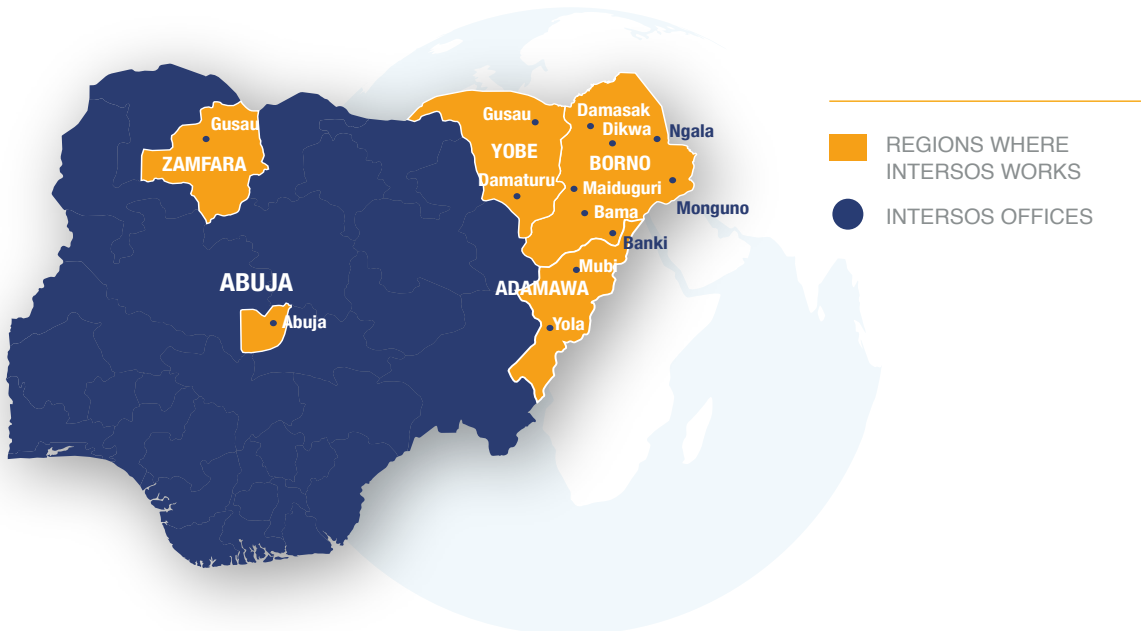 Gusau
ZAMFARA
Gusau
YOBE
Damaturu
Damasak
Dikwa
Ngala
BORNO
Maiduguri
Monguno
Bama
Banki
Mubi
ADAMAWA
Yola
ABUJA
Abuja
REGIONS WHERE
INTERSOS WORKS
INTERSOS OFFICES